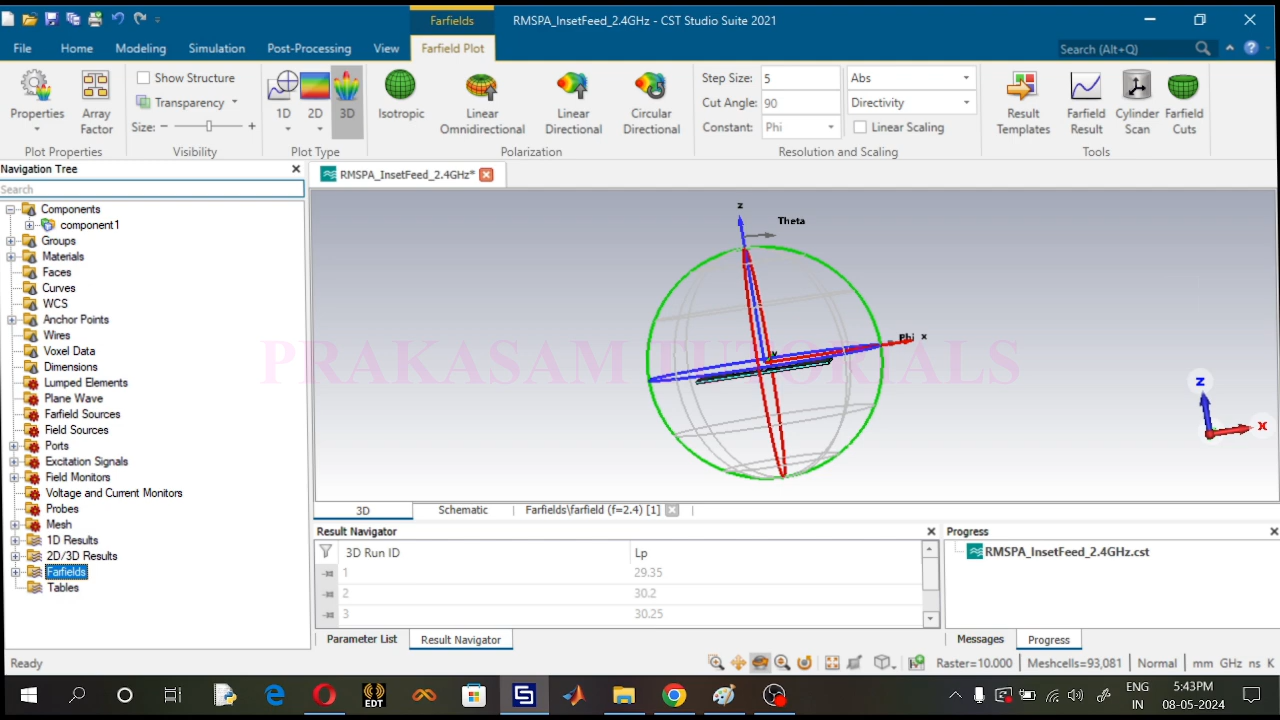 Farfields
RMSPA_InsetFeed_2.4GHz - CST Studio Suite 2021
File Home Modeling Simulation Post-Processing View Farfield Plot Search (Alt+Q)
Show Structure
Transparency
Size: − +
Properties
Array Factor
1D 2D 3D
Isotropic
Linear Omnidirectional
Linear Directional
Circular Directional
Step Size: 5 Abs
Cut Angle: 90 Directivity
Constant: Phi Linear Scaling
Result Templates
Farfield Result
Cylinder Scan
Farfield Cuts
Plot Properties Visibility Plot Type Polarization Resolution and Scaling Tools
Navigation Tree
Search
Components
component1
Groups
Materials
Faces
Curves
WCS
Anchor Points
Wires
Voxel Data
Dimensions
Lumped Elements
Plane Wave
Farfield Sources
Field Sources
Ports
Excitation Signals
Field Monitors
Voltage and Current Monitors
Probes
Mesh
1D Results
2D/3D Results
Farfields
Tables
RMSPA_InsetFeed_2.4GHz*
z
Theta
Phi x
y
z
x
PRAKASAM TUTORIALS
3D Schematic Farfields\farfield (f=2.4) [1]
Result Navigator
3D Run ID Lp
1 29.35
2 30.2
3 30.25
Parameter List Result Navigator
Progress
RMSPA_InsetFeed_2.4GHz.cst
Messages Progress
Ready
Raster=10.000 Meshcells=93,081 Normal mm GHz ns K
EDT
ENG
IN
5:43PM
08-05-2024